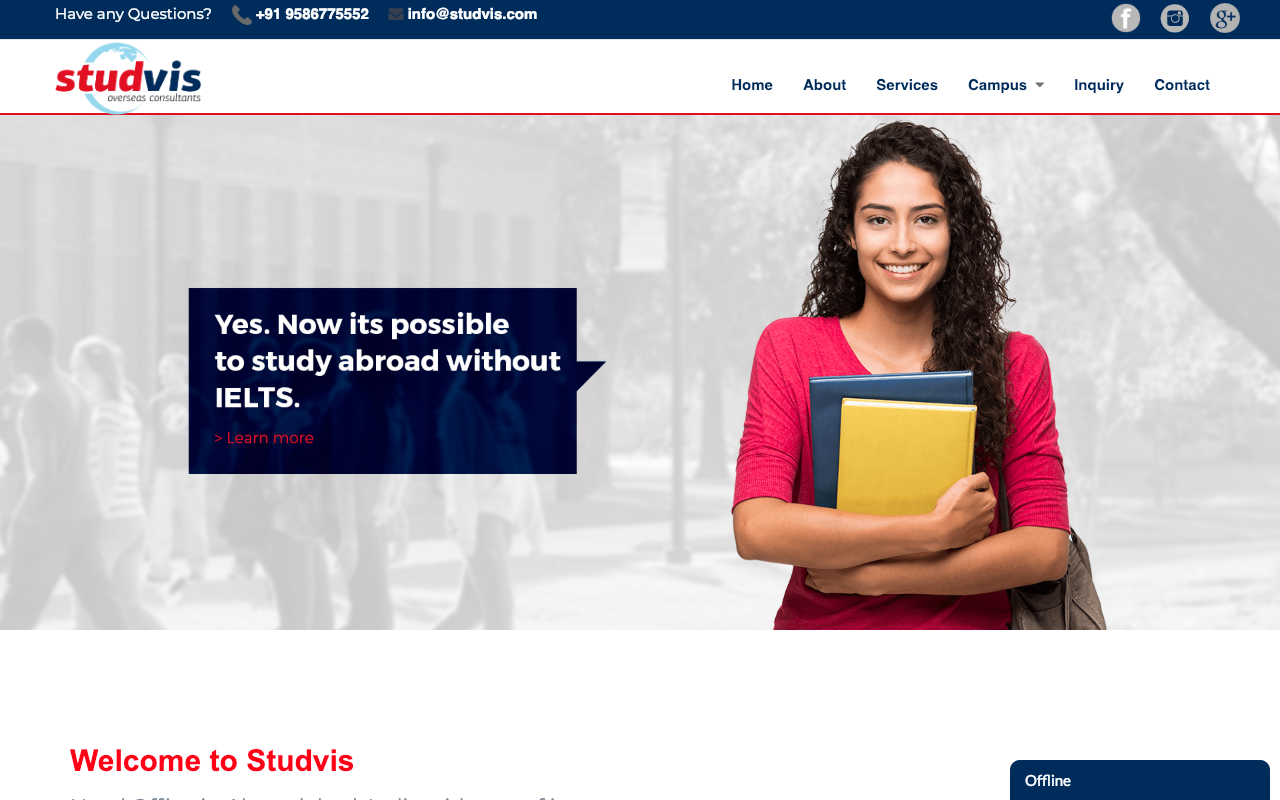 Have any Questions? +91 9586775552 info@studvis.com
studvis
overseas consultants
Home About Services Campus Inquiry Contact
Yes. Now its possible
to study abroad without
IELTS.
> Learn more
Welcome to Studvis
Offline